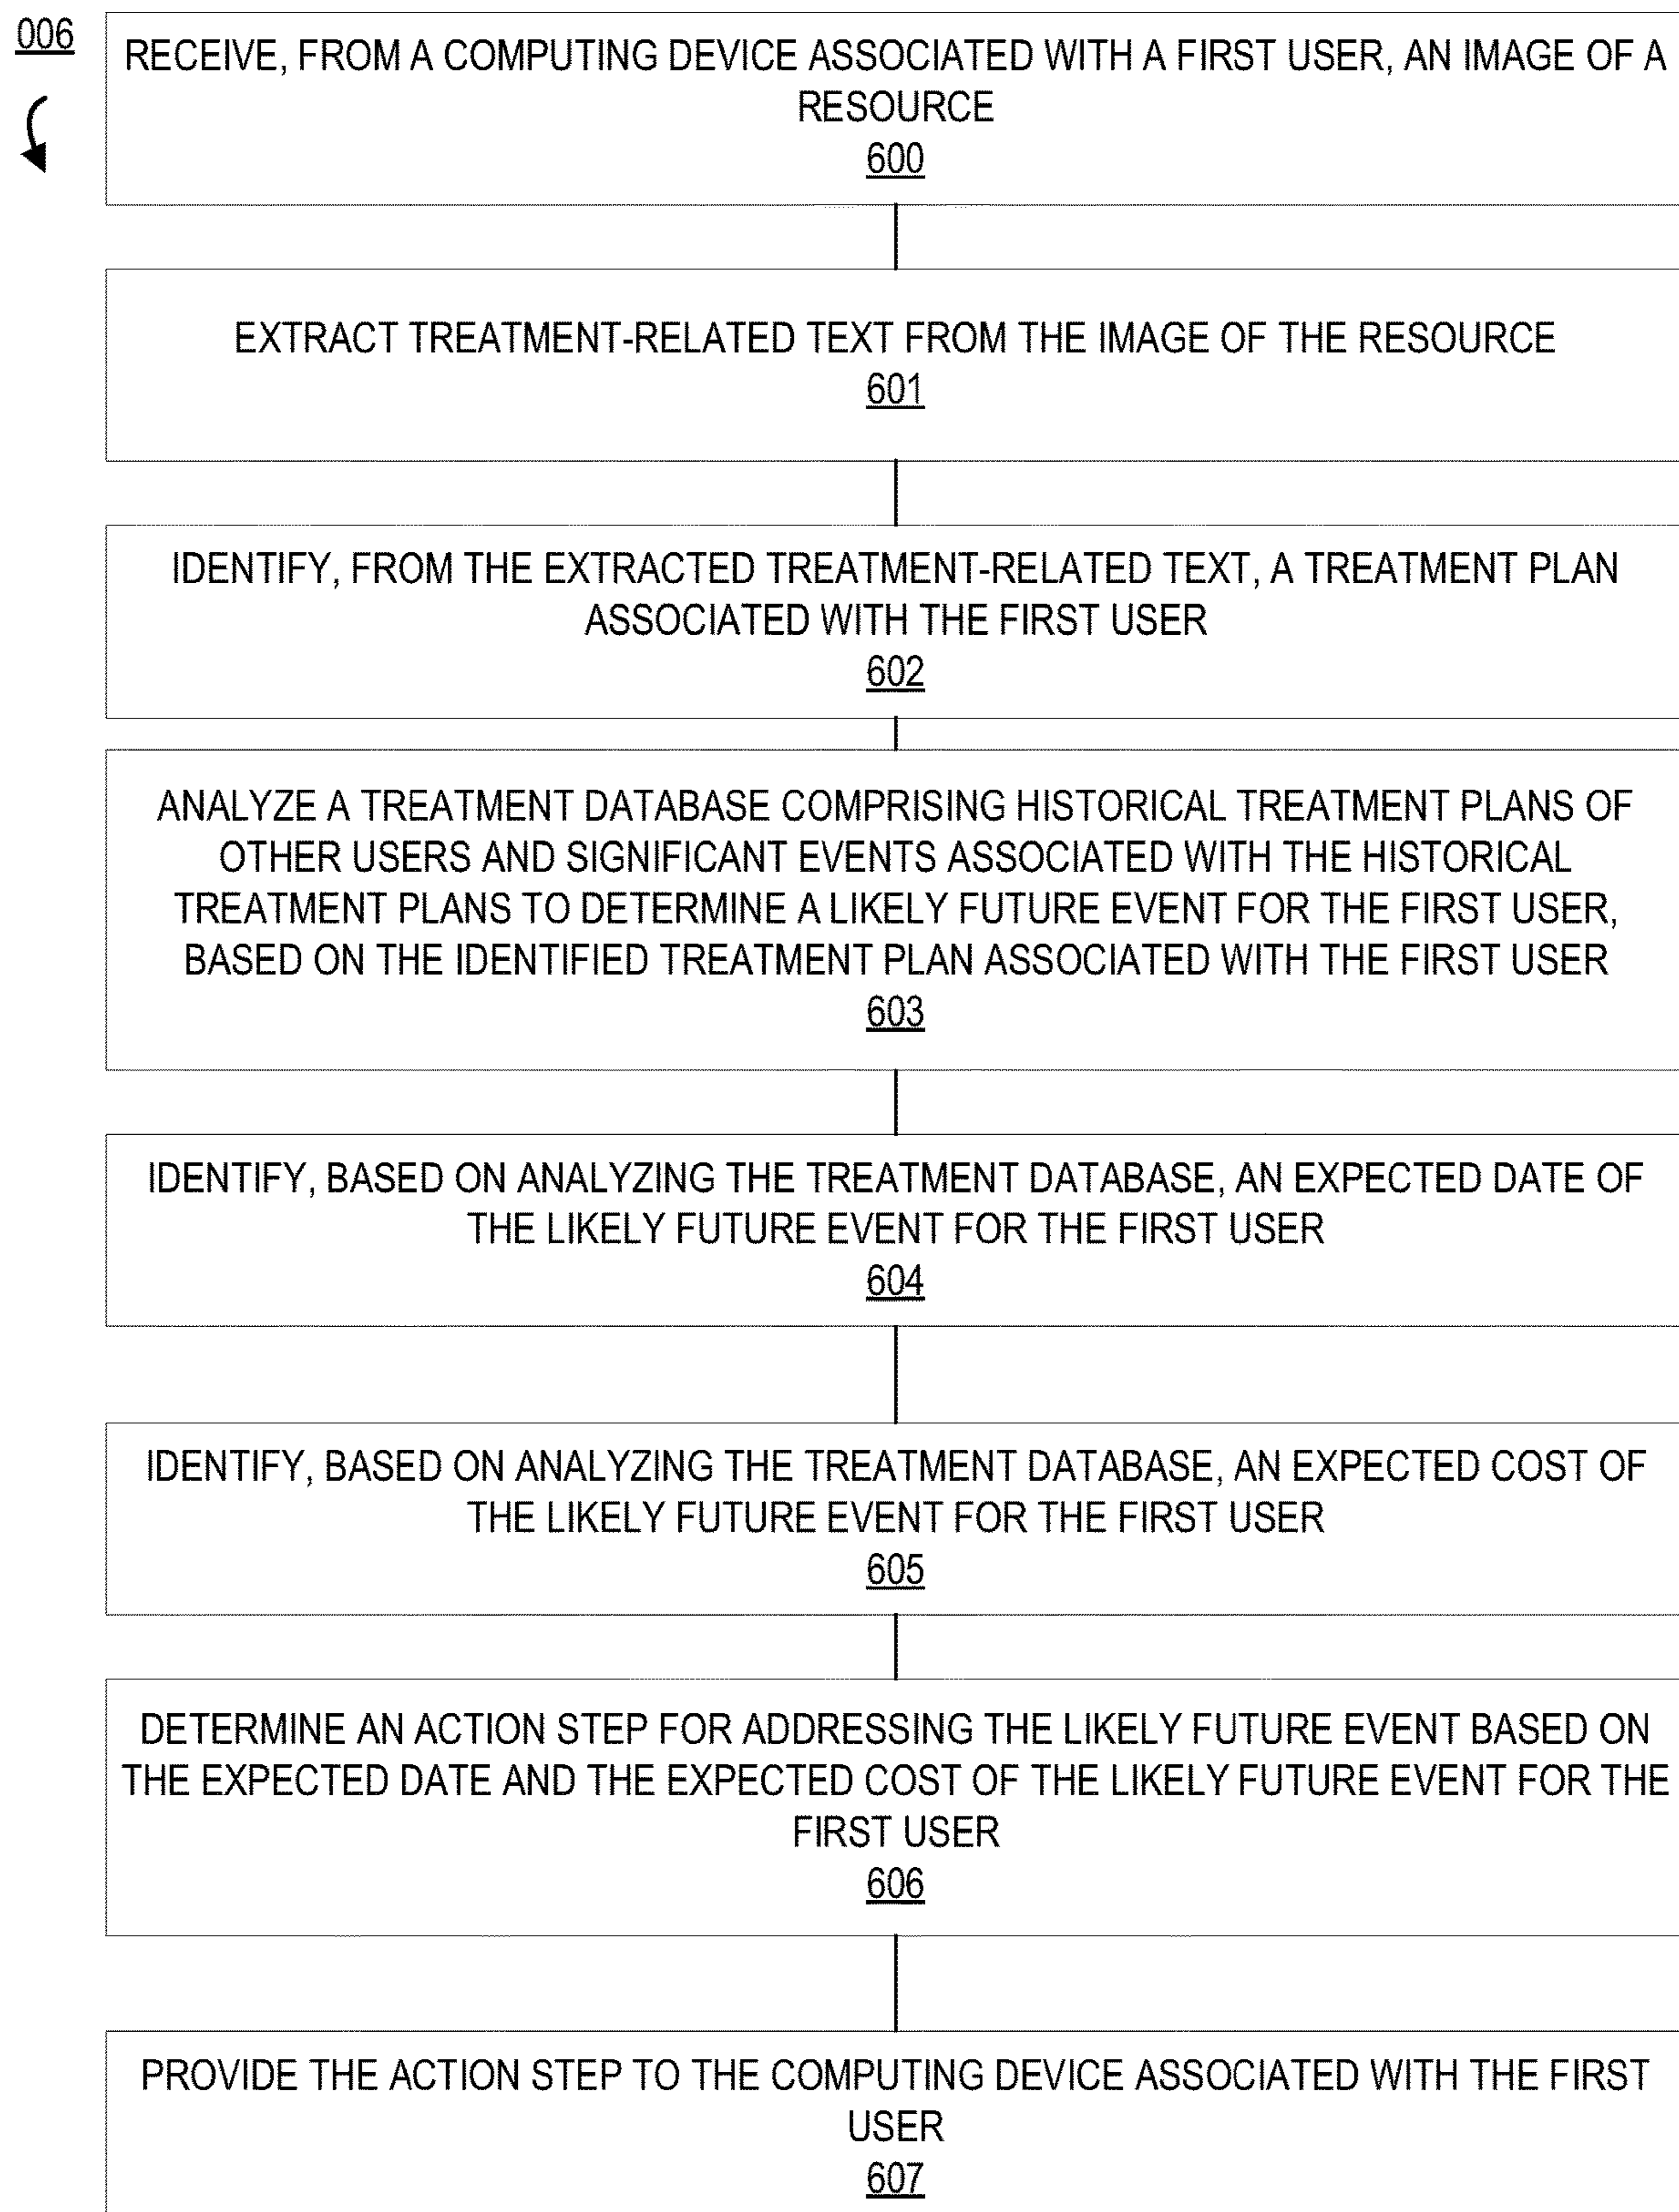 006
RECEIVE, FROM A COMPUTING DEVICE ASSOCIATED WITH A FIRST USER, AN IMAGE OF A
RESOURCE
600
EXTRACT TREATMENT-RELATED TEXT FROM THE IMAGE OF THE RESOURCE
601
IDENTIFY, FROM THE EXTRACTED TREATMENT-RELATED TEXT, A TREATMENT PLAN
ASSOCIATED WITH THE FIRST USER
602
ANALYZE A TREATMENT DATABASE COMPRISING HISTORICAL TREATMENT PLANS OF
OTHER USERS AND SIGNIFICANT EVENTS ASSOCIATED WITH THE HISTORICAL
TREATMENT PLANS TO DETERMINE A LIKELY FUTURE EVENT FOR THE FIRST USER,
BASED ON THE IDENTIFIED TREATMENT PLAN ASSOCIATED WITH THE FIRST USER
603
IDENTIFY, BASED ON ANALYZING THE TREATMENT DATABASE, AN EXPECTED DATE OF
THE LIKELY FUTURE EVENT FOR THE FIRST USER
604
IDENTIFY, BASED ON ANALYZING THE TREATMENT DATABASE, AN EXPECTED COST OF
THE LIKELY FUTURE EVENT FOR THE FIRST USER
605
DETERMINE AN ACTION STEP FOR ADDRESSING THE LIKELY FUTURE EVENT BASED ON
THE EXPECTED DATE AND THE EXPECTED COST OF THE LIKELY FUTURE EVENT FOR THE
FIRST USER
606
PROVIDE THE ACTION STEP TO THE COMPUTING DEVICE ASSOCIATED WITH THE FIRST
USER
607